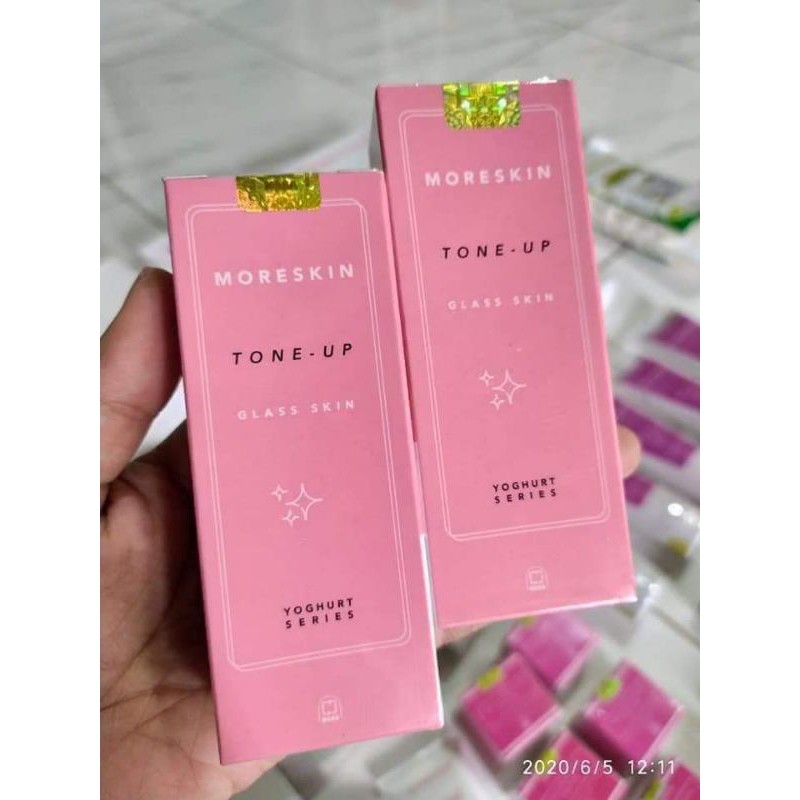 MORESKIN
TONE-UP
GLASS SKIN
YOGHURT
SERIES
MORESKIN
TONE-UP
GLASS SKIN
YOGHURT
SERIES
2020/6/5 12:11